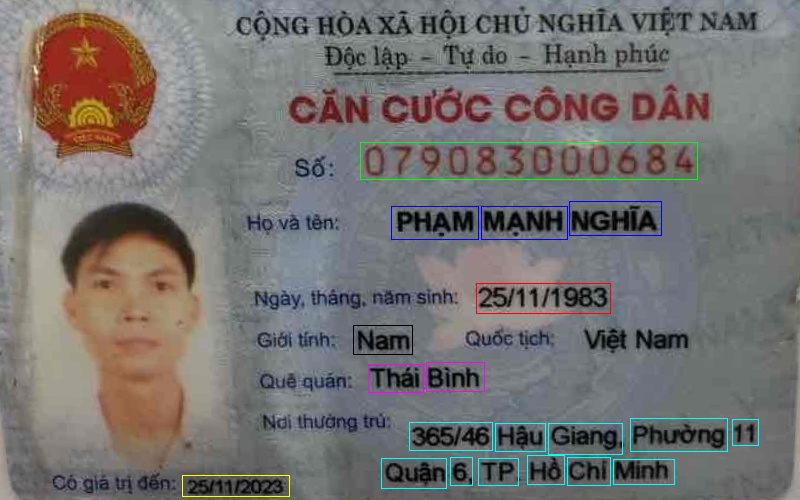 CỘNG HÒA XÃ HỘI CHỦ NGHĨA VIỆT NAM
Độc lập - Tự do - Hạnh phúc
CĂN CƯỚC CÔNG DÂN
Số: 079083000684
Họ và tên: PHẠM MẠNH NGHĨA
Ngày, tháng, năm sinh: 25/11/1983
Giới tính: Nam Quốc tịch: Việt Nam
Quê quán: Thái Bình
Nơi thường trú: 365/46 Hậu Giang, Phường 11
Quận 6, TP. Hồ Chí Minh
Có giá trị đến: 25/11/2023